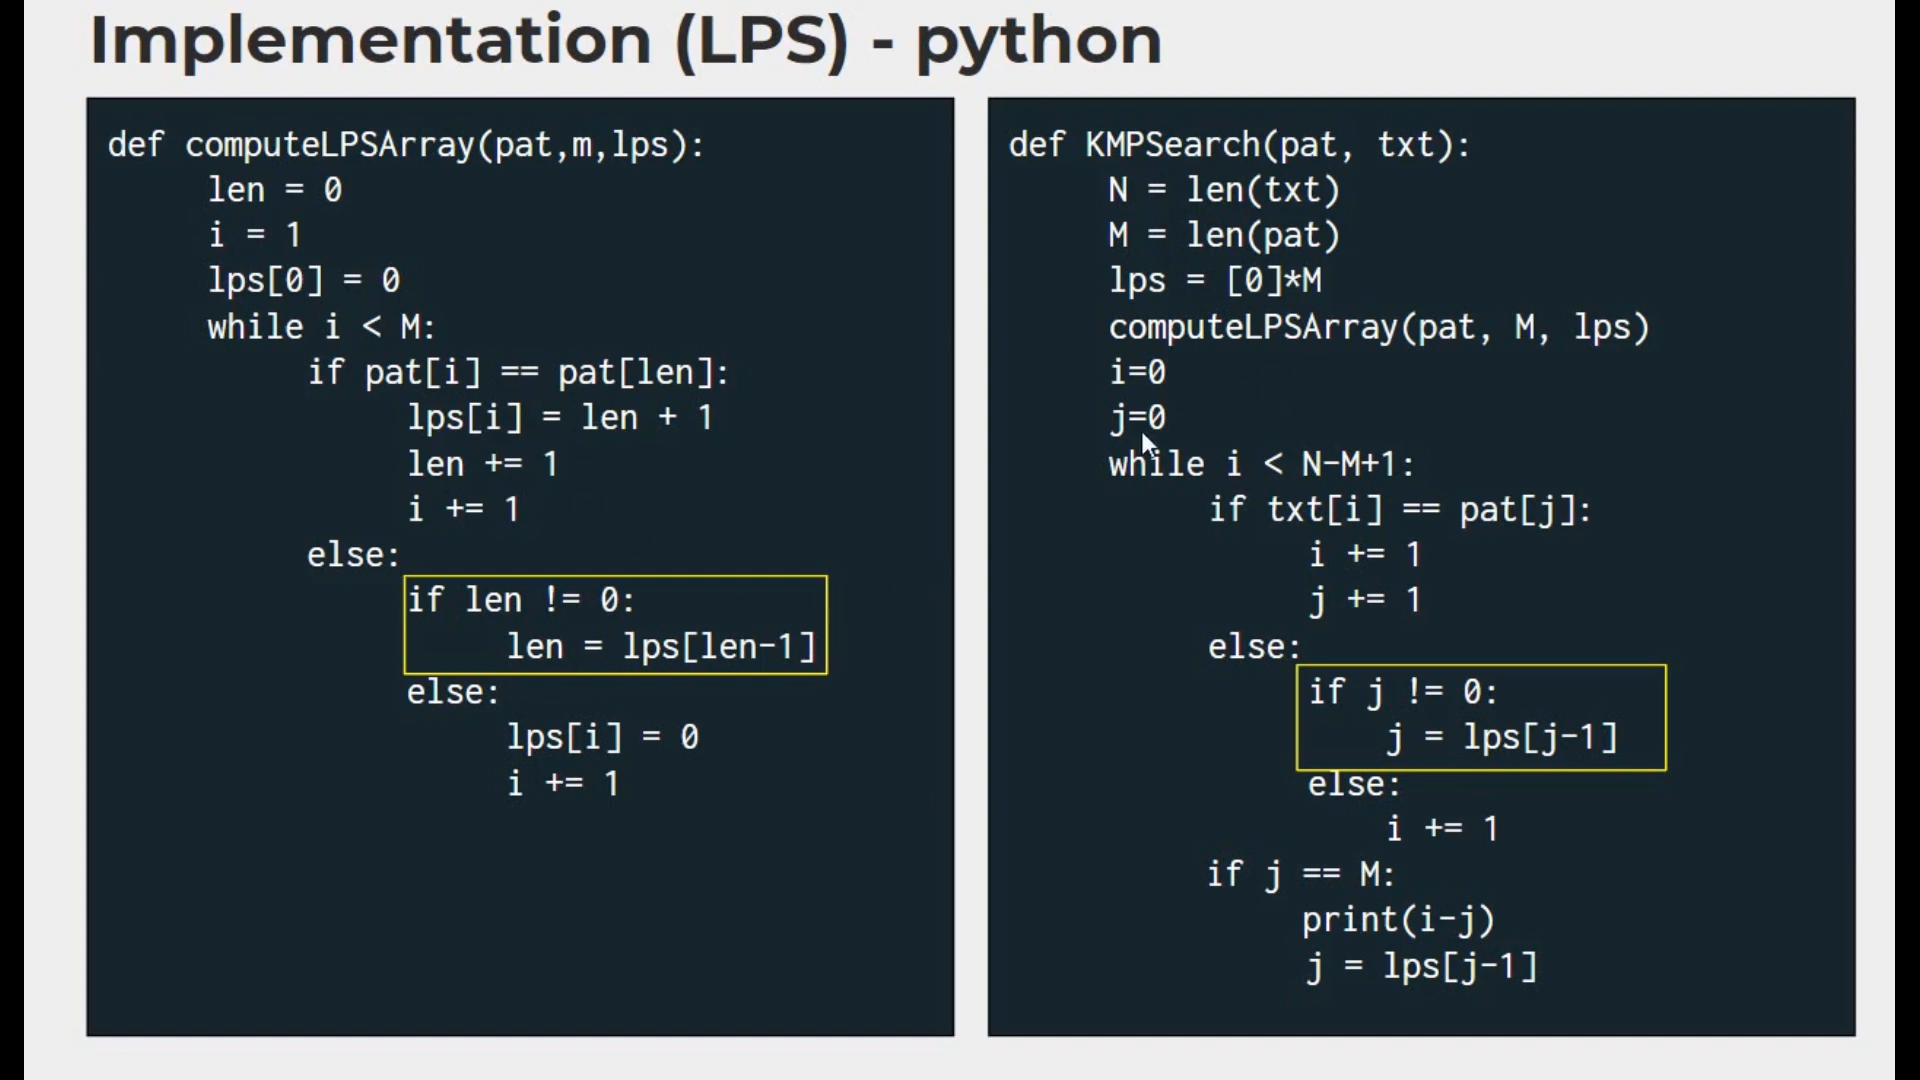 Implementation (LPS) - python
def computeLPSArray(pat,m,lps):
len = 0
i = 1
lps[0] = 0
while i < M:
if pat[i] == pat[len]:
lps[i] = len + 1
len += 1
i += 1
else:
if len != 0:
len = lps[len-1]
else:
lps[i] = 0
i += 1
def KMPSearch(pat, txt):
N = len(txt)
M = len(pat)
lps = [0]*M
computeLPSArray(pat, M, lps)
i=0
j=0
while i < N-M+1:
if txt[i] == pat[j]:
i += 1
j += 1
else:
if j != 0:
j = lps[j-1]
else:
i += 1
if j == M:
print(i-j)
j = lps[j-1]